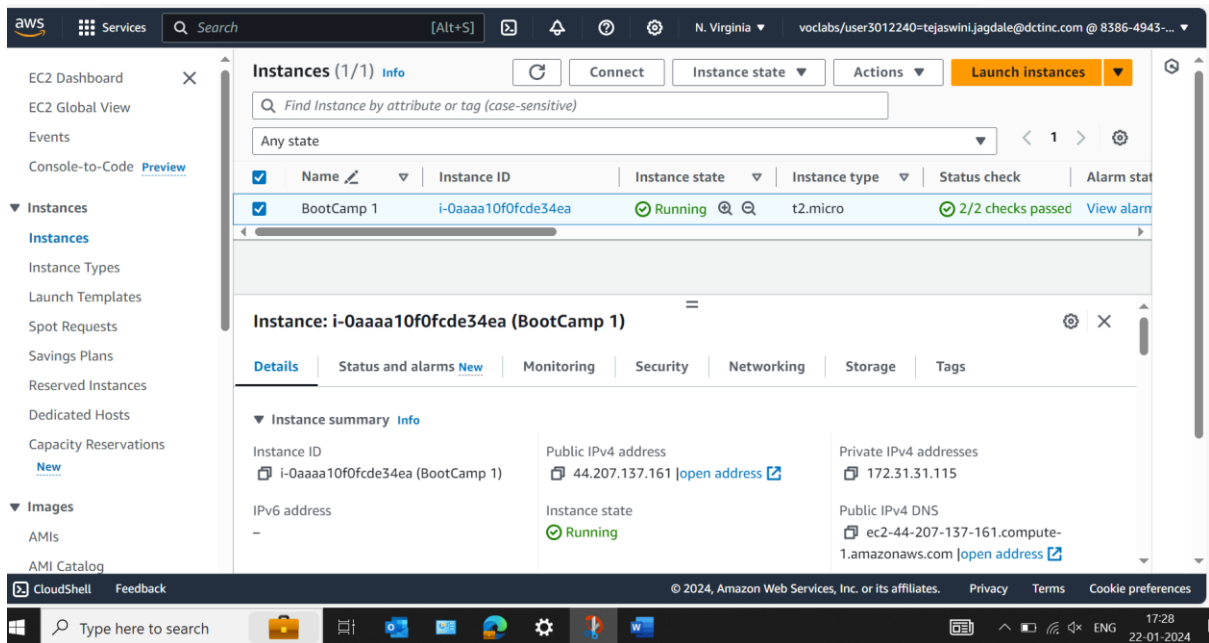 aws Services Search [Alt+S] N. Virginia voclabs/user3012240=tejaswini.jagdale@dctinc.com @ 8386-4943-...
EC2 Dashboard
EC2 Global View
Events
Console-to-Code Preview
Instances
Instances
Instance Types
Launch Templates
Spot Requests
Savings Plans
Reserved Instances
Dedicated Hosts
Capacity Reservations
New
Images
AMIs
AMI Catalog
Instances (1/1) Info Connect Instance state Actions Launch instances
Find Instance by attribute or tag (case-sensitive)
Any state 1
Name Instance ID Instance state Instance type Status check Alarm stat
BootCamp 1 i-0aaaa10f0fcde34ea Running t2.micro 2/2 checks passed View alarm
Instance: i-0aaaa10f0fcde34ea (BootCamp 1)
Details Status and alarms New Monitoring Security Networking Storage Tags
Instance summary Info
Instance ID
i-0aaaa10f0fcde34ea (BootCamp 1)
Public IPv4 address
44.207.137.161 |open address
Private IPv4 addresses
172.31.31.115
IPv6 address
–
Instance state
Running
Public IPv4 DNS
ec2-44-207-137-161.compute-
1.amazonaws.com |open address
CloudShell Feedback © 2024, Amazon Web Services, Inc. or its affiliates. Privacy Terms Cookie preferences
Type here to search ENG 17:28
22-01-2024